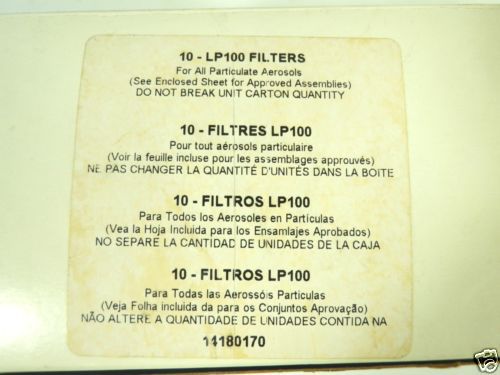 10 - LP100 FILTERS
For All Particulate Aerosols
(See Enclosed Sheet for Approved Assemblies)
DO NOT BREAK UNIT CARTON QUANTITY
10 - FILTRES LP100
Pour tout aérosols particulaire
(Voir la feuille incluse pour les assemblages approuvés)
NE PAS CHANGER LA QUANTITÉ D'UNITÉS DANS LA BOITE
10 - FILTROS LP100
Para Todos los Aerosoles en Partículas
(Vea la Hoja Incluida para los Ensamlajes Aprobados)
NO SEPARE LA CANTIDAD DE UNIDADES DE LA CAJA
10 - FILTROS LP100
Para Todas las Aerossóis Particulas
(Veja Folha incluida da para os Conjuntos Aprovação)
NÃO ALTERE A QUANTIDADE DE UNIDADES CONTIDA NA
14180170